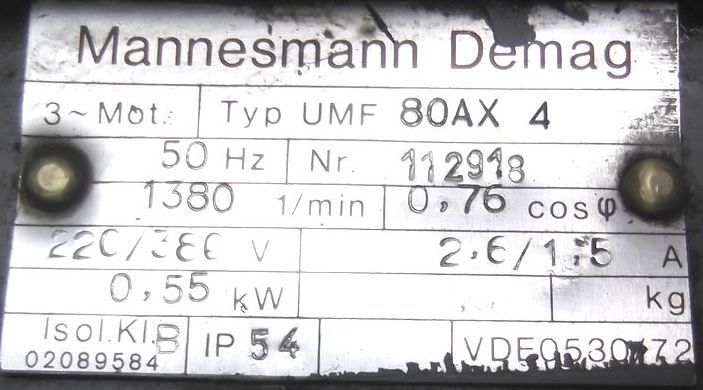 Mannesmann Demag
3~Mot. Typ UMF 80AX 4
50 Hz Nr. 112918
1380 1/min 0,76 cosφ
220/380 V 2.6/1.5 A
0,55 kW kg
Isol.Kl.B IP 54 VDE0530/72
02089584